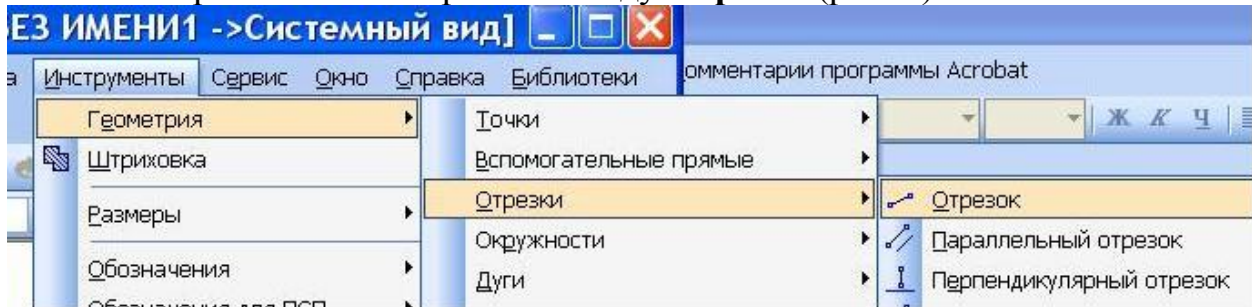 БЕЗ ИМЕНИ1 ->Системный вид]
Инструменты Сервис Окно Справка Библиотеки
омментарии программы Acrobat
Ж К Ч
Геометрия
Штриховка
Размеры
Обозначения
Точки
Вспомогательные прямые
Отрезки
Окружности
Дуги
Отрезок
Параллельный отрезок
Перпендикулярный отрезок